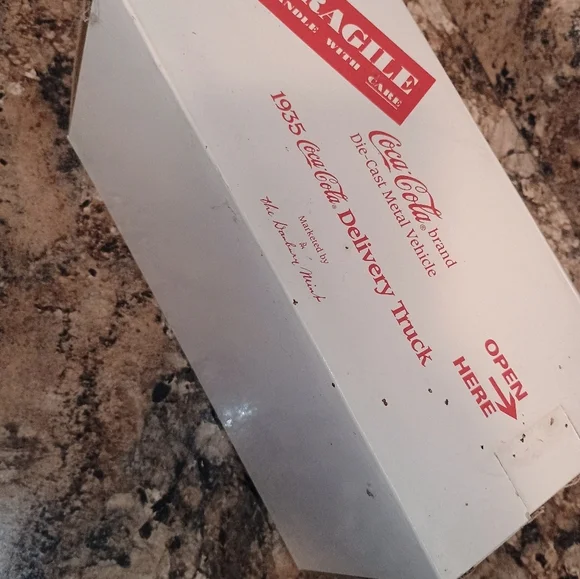 FRAGILE
HANDLE WITH CARE
Coca-Cola® brand
Die-Cast Metal Vehicle
1935 Coca-Cola® Delivery Truck
Marketed by
The Danbury Mint
OPEN
HERE